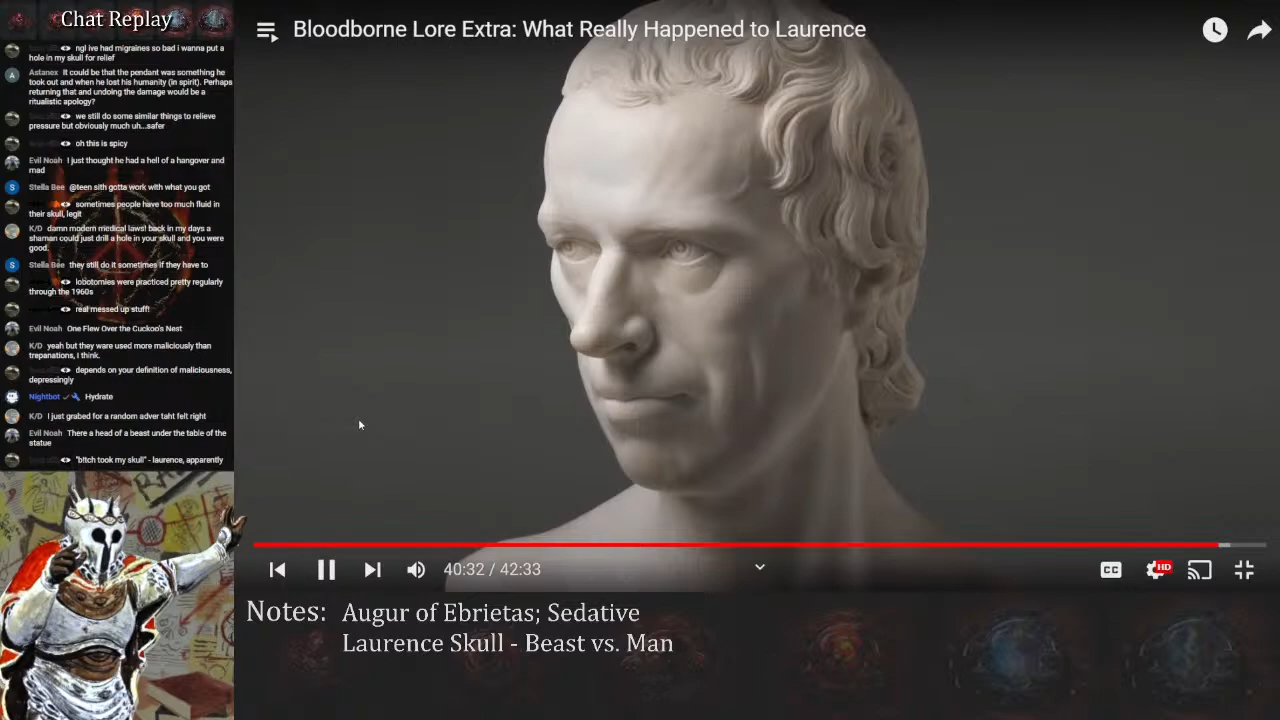 Chat Replay
ngl ive had migraines so bad i wanna put a
hole in my skull for relief
A
Astanox It could be that the pendant was something he
took out and when he lost his humanity (in spirit). Perhaps
returning that and undoing the damage would be a
ritualistic apology?
we still do some similar things to relieve
pressure but obviously much uh...safer
oh this is spicy
Evil Noah I just thought he had a hell of a hangover and
mad
S
Stella Bee @teen sith gotta work with what you got
sometimes people have too much fluid in
their skull, legit
K/D damn modern medical laws! back in my days a
shaman could just drill a hole in your skull and you were
good.
S
Stella Bee they still do it sometimes if they have to
lobotomies were practiced pretty regularly
through the 1960s
real messed up stuff!
Evil Noah One Flew Over the Cuckoo's Nest
K/D yeah but they ware used more maliciously than
trepanations, I think.
depends on your definition of maliciousness,
depressingly
Nightbot Hydrate
K/D I just grabed for a random adver taht felt right
Evil Noah There a head of a beast under the table of the
statue
"b!tch took my skull" - laurence, apparently
Bloodborne Lore Extra: What Really Happened to Laurence
40:32 / 42:33
CC
HD
Notes: Augur of Ebrietas; Sedative
Laurence Skull - Beast vs. Man